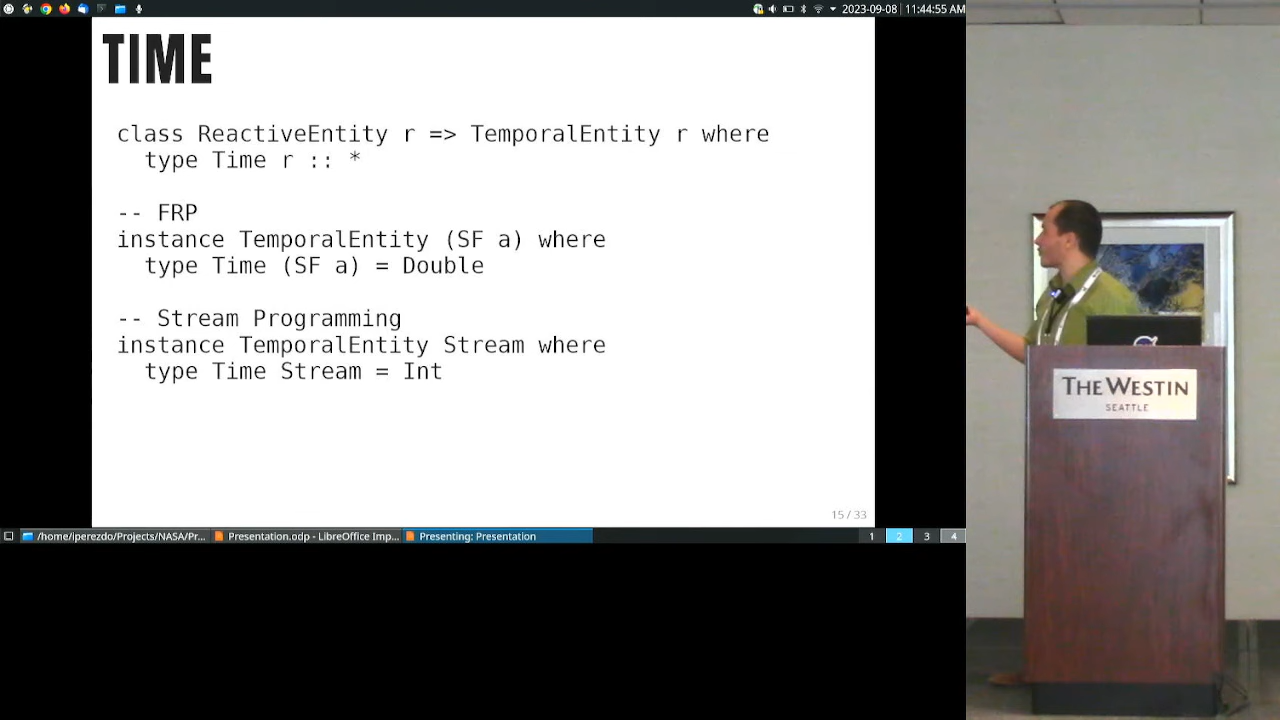 2023-09-08 11:44:55 AM
TIME
class ReactiveEntity r => TemporalEntity r where
type Time r :: *
-- FRP
instance TemporalEntity (SF a) where
type Time (SF a) = Double
-- Stream Programming
instance TemporalEntity Stream where
type Time Stream = Int
15 / 33
/home/iperezdo/Projects/NASA/Pr... Presentation.odp - LibreOffice Imp... Presenting: Presentation 1 2 3 4
THE WESTIN
SEATTLE